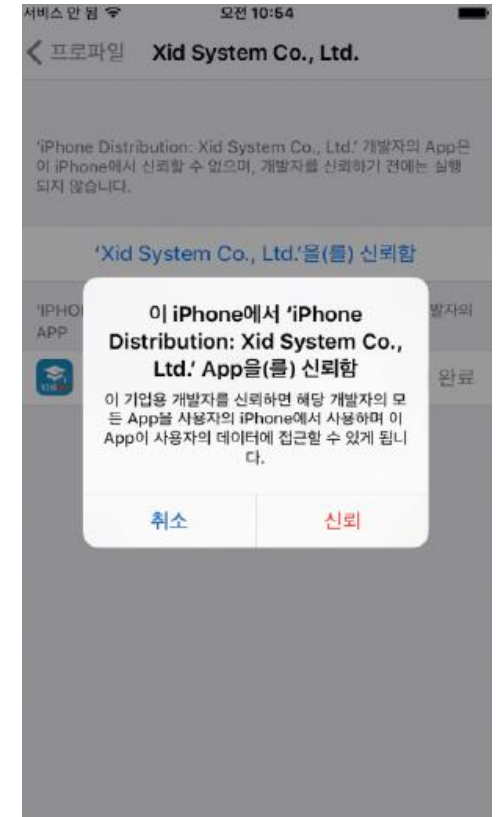 서비스 안 됨 오전 10:54
프로파일 Xid System Co., Ltd.
'iPhone Distribution: Xid System Co., Ltd.' 개발자의 App은
이 iPhone에서 신뢰할 수 없으며, 개발자를 신뢰하기 전에는 실행
되지 않습니다.
'Xid System Co., Ltd.'을(를) 신뢰함
'IPHO 발자의
APP
완료
이 iPhone에서 'iPhone
Distribution: Xid System Co.,
Ltd.' App을(를) 신뢰함
이 기업용 개발자를 신뢰하면 해당 개발자의 모
든 App을 사용자의 iPhone에서 사용하며 이
App이 사용자의 데이터에 접근할 수 있게 됩니
다.
취소 신뢰